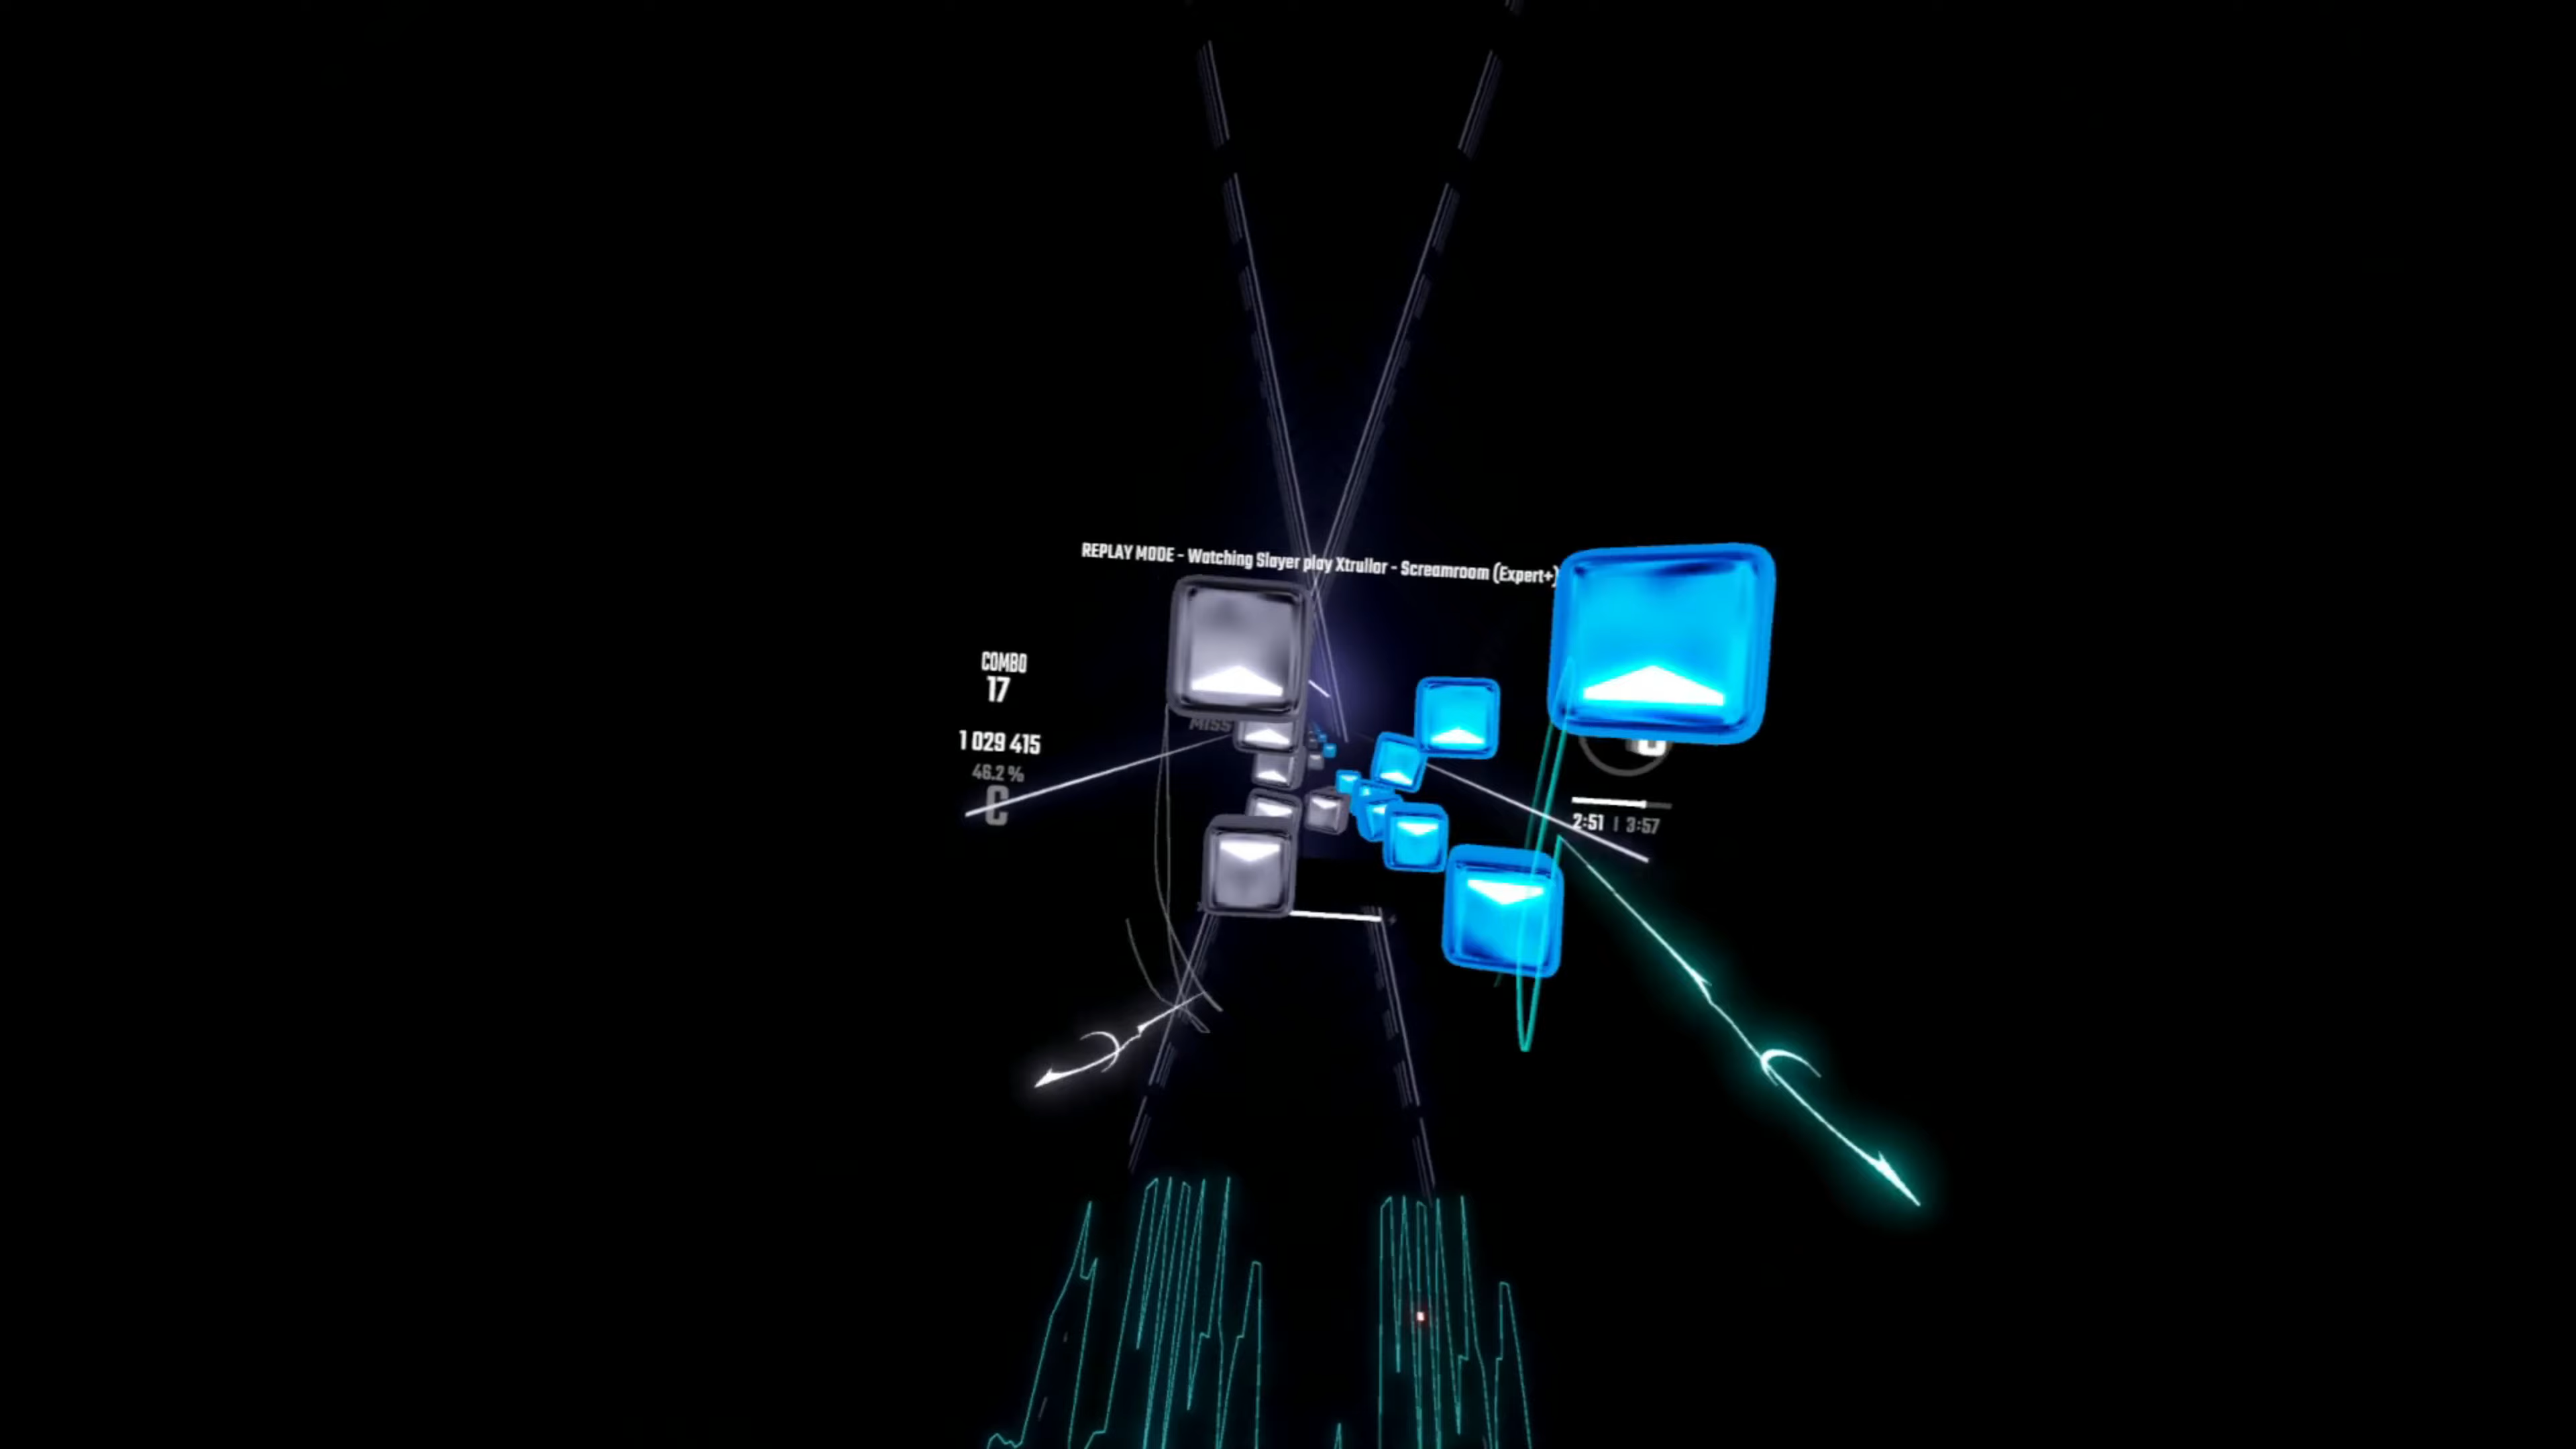 REPLAY MODE - Watching Slayer play Xtrullor - Screamroom (Expert+)
COMBO
17
MISS
1 029 415
46.2 %
C
2:51 | 3:57